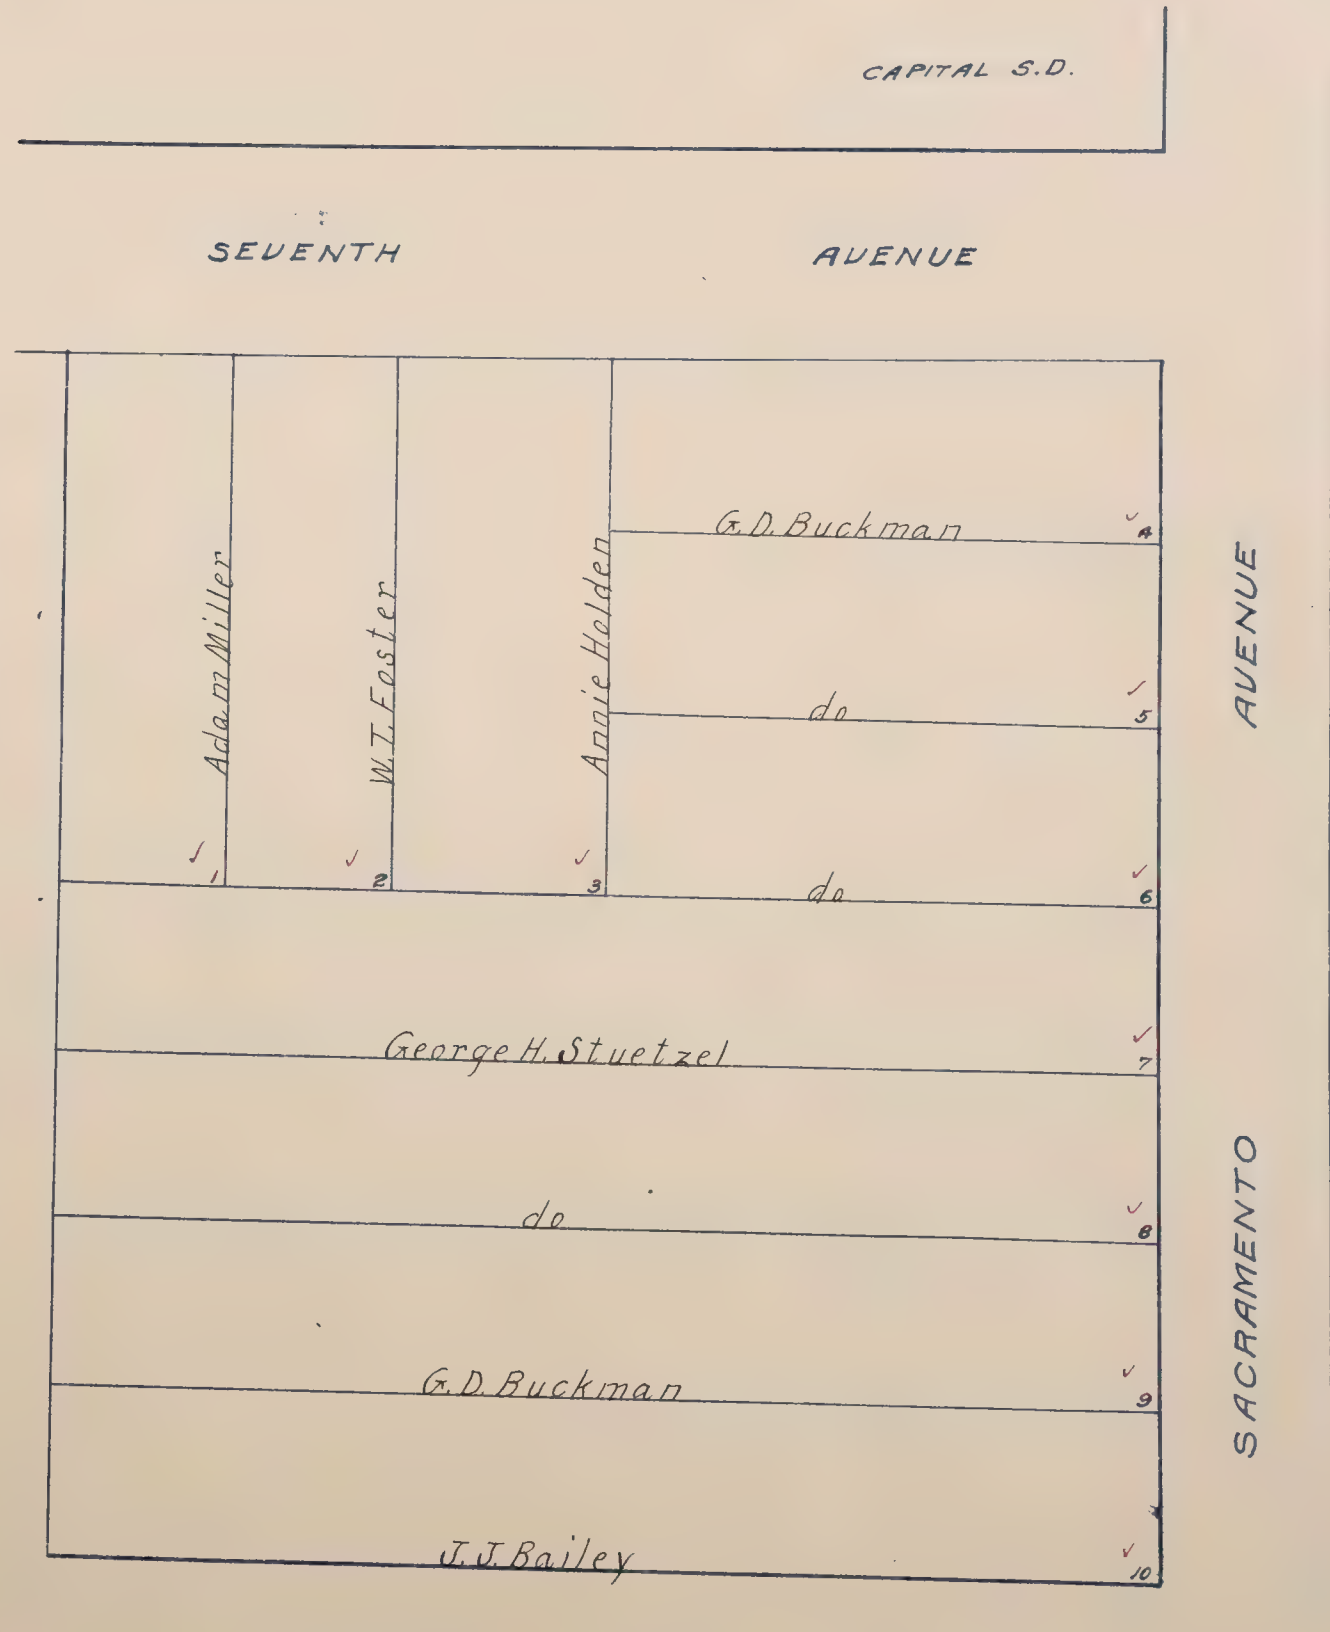 CAPITAL S.D.
SEVENTH AVENUE
G.D. Buckman
4
Adam Miller
1
W.T. Foster
2
Annie Holden
3
do
5
do
6
George H. Stuetzel
7
do
8
G.D. Buckman
9
J.J. Bailey
10
SACRAMENTO AVENUE